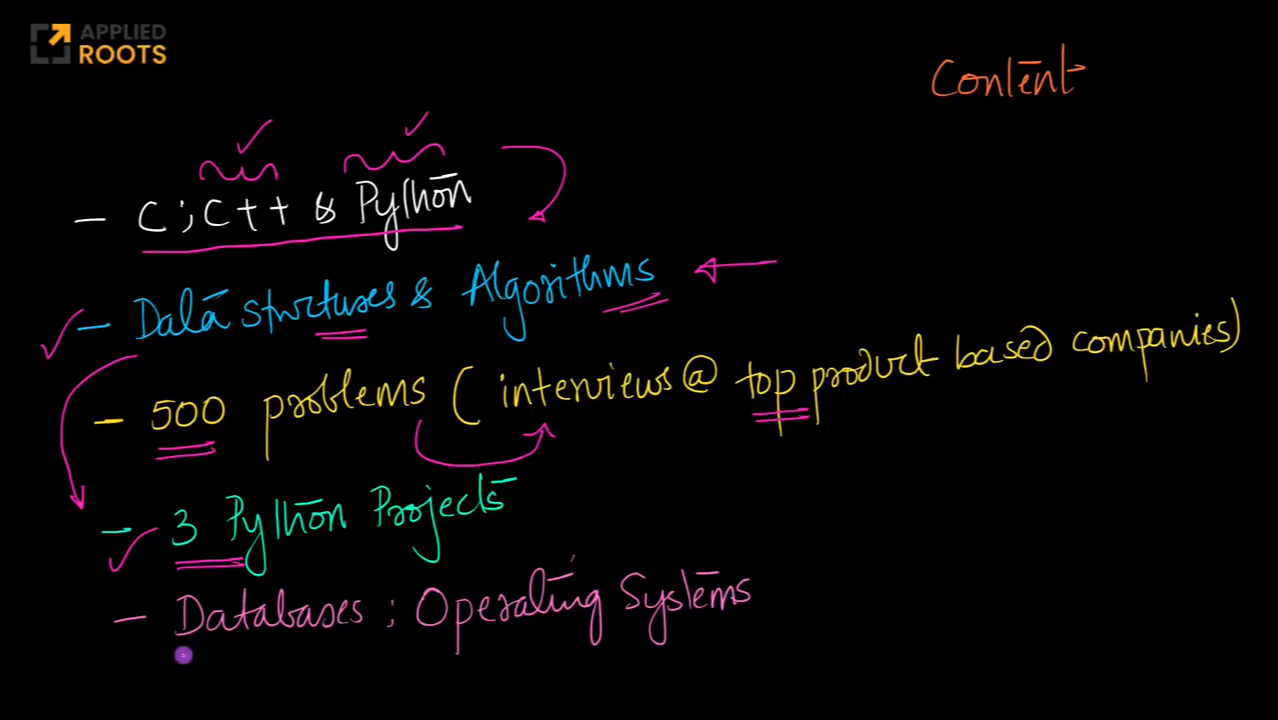 APPLIED
ROOTS
Content
- C ; C++ & Python
- Data structures & Algorithms
- 500 problems ( interviews @ top product based companies)
- 3 Python Projects
- Databases ; Operating Systems